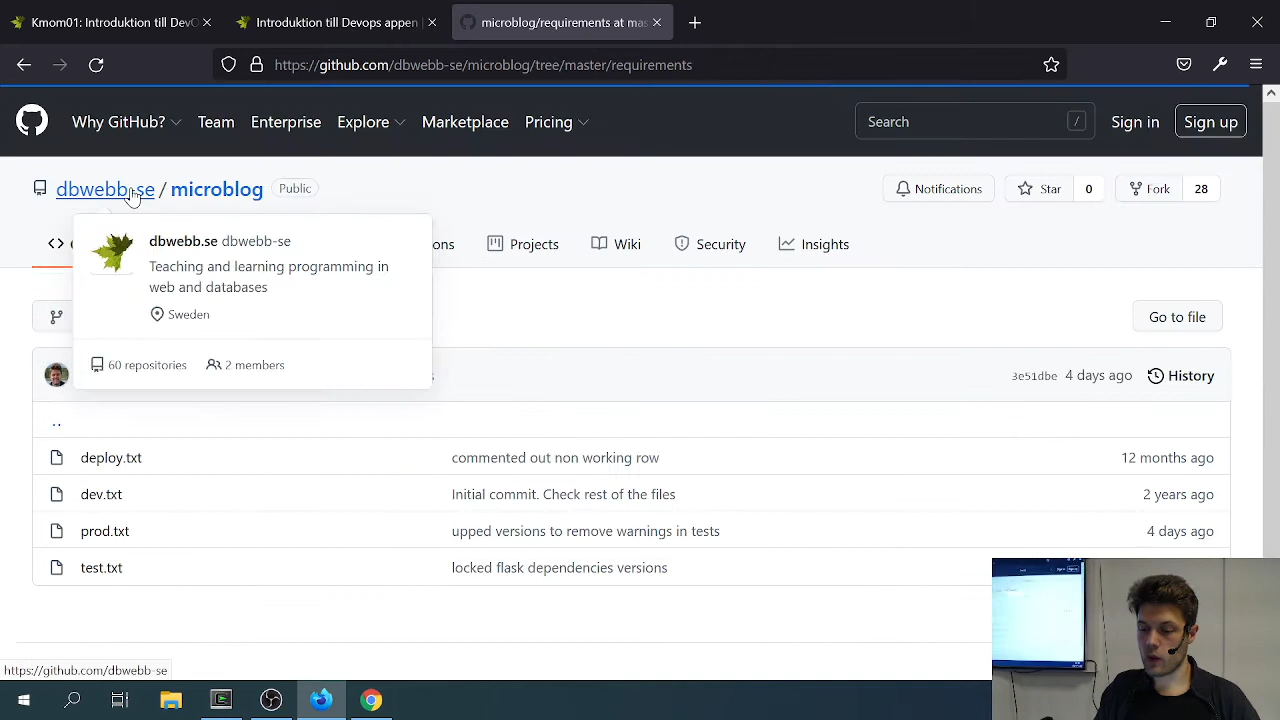 Kmom01: Introduktion till DevO
Introduktion till Devops appen
microblog/requirements at mas
https://github.com/dbwebb-se/microblog/tree/master/requirements
Why GitHub?
Team
Enterprise
Explore
Marketplace
Pricing
Search
/
Sign in
Sign up
dbwebb-se / microblog
Public
Notifications
Star
0
Fork
28
Projects
Wiki
Security
Insights
dbwebb.se dbwebb-se
Teaching and learning programming in
web and databases
Sweden
60 repositories
2 members
Go to file
3e51dbe
4 days ago
History
..
deploy.txt
commented out non working row
12 months ago
dev.txt
Initial commit. Check rest of the files
2 years ago
prod.txt
upped versions to remove warnings in tests
4 days ago
test.txt
locked flask dependencies versions
https://github.com/dbwebb-se